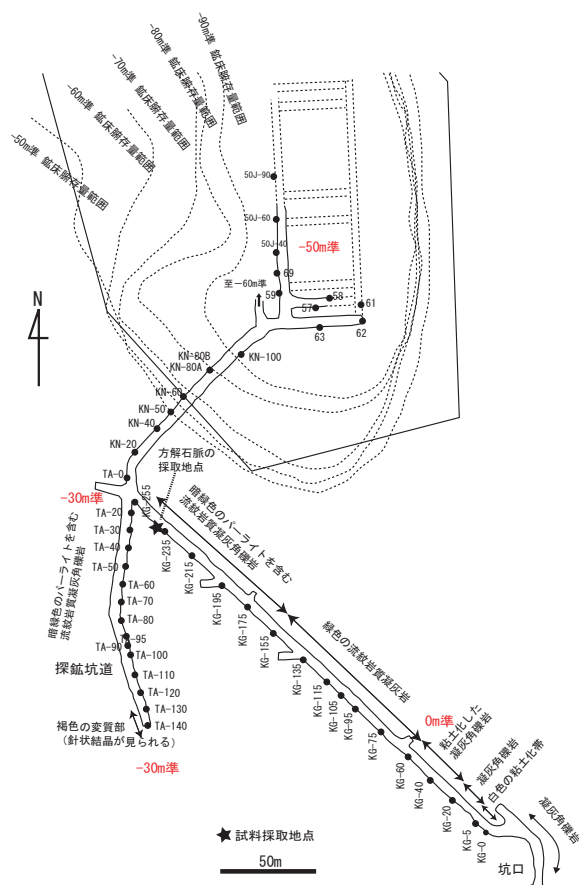 -90m準 鉱床賦存量範囲
-80m準 鉱床賦存量範囲
-70m準 鉱床賦存量範囲
-60m準 鉱床賦存量範囲
-50m準 鉱床賦存量範囲
N
50J-90
50J-60
50J-40
-50m準
69
至-60m準
59
58
57
61
62
63
KN-100
KN-80B
KN-80A
KN-60
KN-50
KN-40
KN-20
方解石脈の
採取地点
TA-0
-30m準
KG-255
暗緑色のパーライトを含む
流紋岩質凝灰角礫岩
TA-20
TA-30
TA-40
TA-50
TA-60
TA-70
TA-80
TA-95
TA-90
TA-100
TA-110
TA-120
TA-130
TA-140
暗緑色のパーライトを含む
流紋岩質凝灰角礫岩
探鉱坑道
褐色の変質部
(針状結晶が見られる)
-30m準
KG-235
KG-215
KG-195
KG-175
KG-155
KG-135
KG-115
KG-105
KG-95
KG-75
KG-60
KG-40
KG-20
KG-5
KG-0
緑色の流紋岩質凝灰岩
0m準
粘土化した
凝灰角礫岩
凝灰角礫岩
白色の粘土化帯
凝灰角礫岩
坑口
試料採取地点
50m